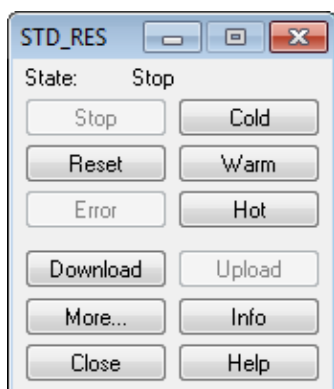 STD_RES
State: Stop
Stop Cold
Reset Warm
Error Hot
Download Upload
More... Info
Close Help